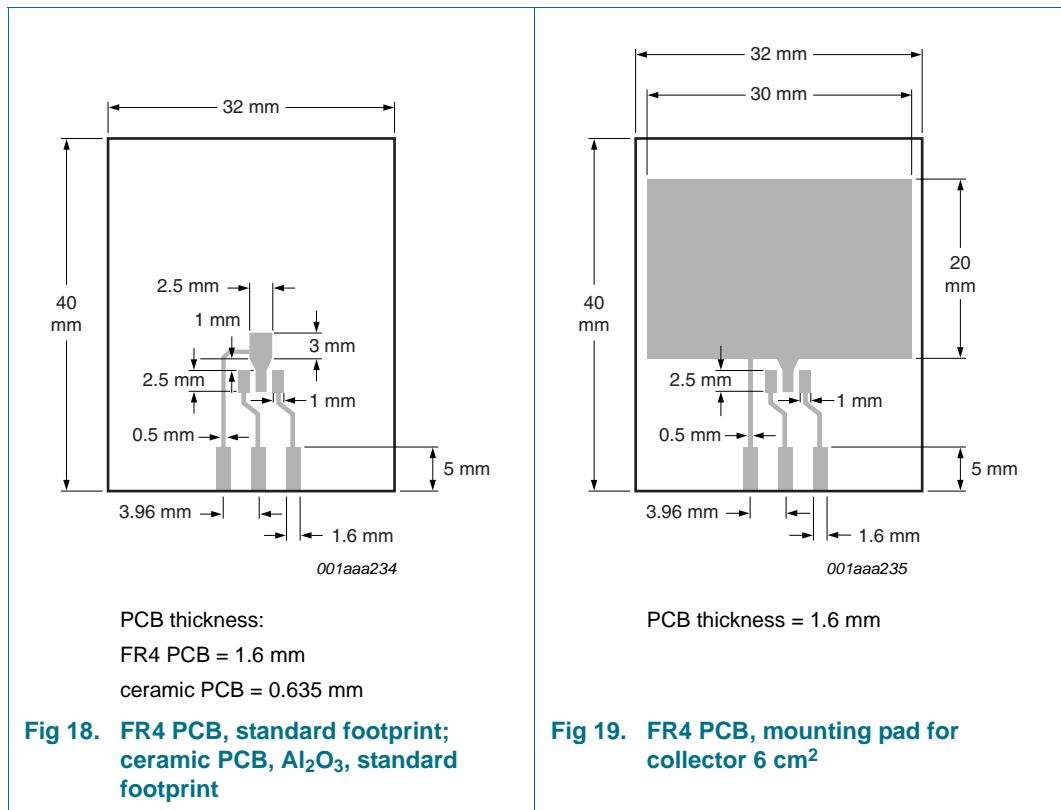 32 mm
40
mm
2.5 mm
1 mm
3 mm
2.5 mm
1 mm
0.5 mm
5 mm
3.96 mm
1.6 mm
001aaa234
PCB thickness:
FR4 PCB = 1.6 mm
ceramic PCB = 0.635 mm
Fig 18. FR4 PCB, standard footprint;
ceramic PCB, Al2O3, standard
footprint
32 mm
30 mm
40
mm
20
mm
2.5 mm
1 mm
0.5 mm
5 mm
3.96 mm
1.6 mm
001aaa235
PCB thickness = 1.6 mm
Fig 19. FR4 PCB, mounting pad for
collector 6 cm2